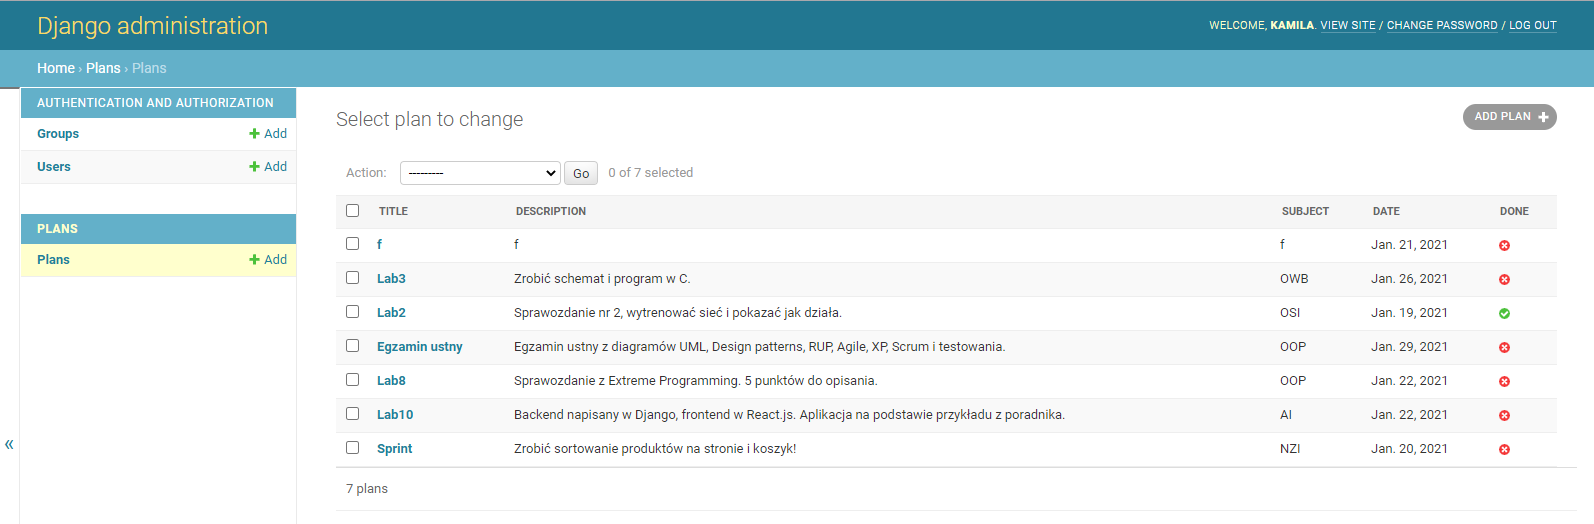 Django administration
WELCOME, KAMILA. VIEW SITE / CHANGE PASSWORD / LOG OUT
Home › Plans › Plans
AUTHENTICATION AND AUTHORIZATION
Groups Add
Users Add
PLANS
Plans Add
«
Select plan to change
ADD PLAN
Action: --------- Go 0 of 7 selected
TITLE DESCRIPTION SUBJECT DATE DONE
f f f Jan. 21, 2021
Lab3 Zrobić schemat i program w C. OWB Jan. 26, 2021
Lab2 Sprawozdanie nr 2, wytrenować sieć i pokazać jak działa. OSI Jan. 19, 2021
Egzamin ustny Egzamin ustny z diagramów UML, Design patterns, RUP, Agile, XP, Scrum i testowania. OOP Jan. 29, 2021
Lab8 Sprawozdanie z Extreme Programming. 5 punktów do opisania. OOP Jan. 22, 2021
Lab10 Backend napisany w Django, frontend w React.js. Aplikacja na podstawie przykładu z poradnika. AI Jan. 22, 2021
Sprint Zrobić sortowanie produktów na stronie i koszyk! NZI Jan. 20, 2021
7 plans